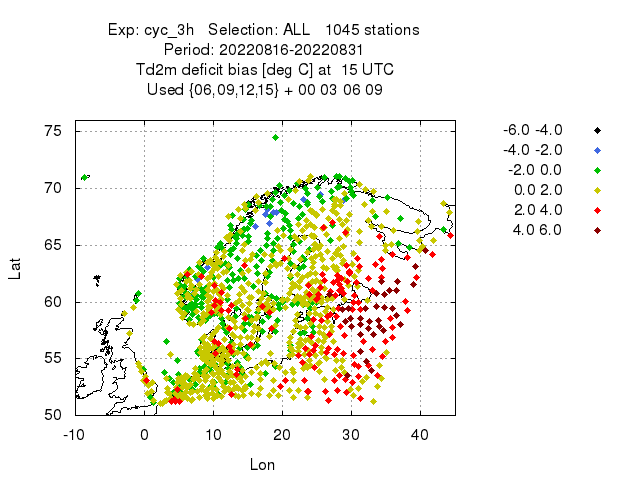 Exp: cyc_3h   Selection: ALL   1045 stations
Period: 20220816-20220831
Td2m deficit bias [deg C] at  15 UTC
Used {06,09,12,15} + 00 03 06 09
75
70
65
60
55
50
-10 0 10 20 30 40
Lat
Lon
-6.0 -4.0
-4.0 -2.0
-2.0 0.0
0.0 2.0
2.0 4.0
4.0 6.0